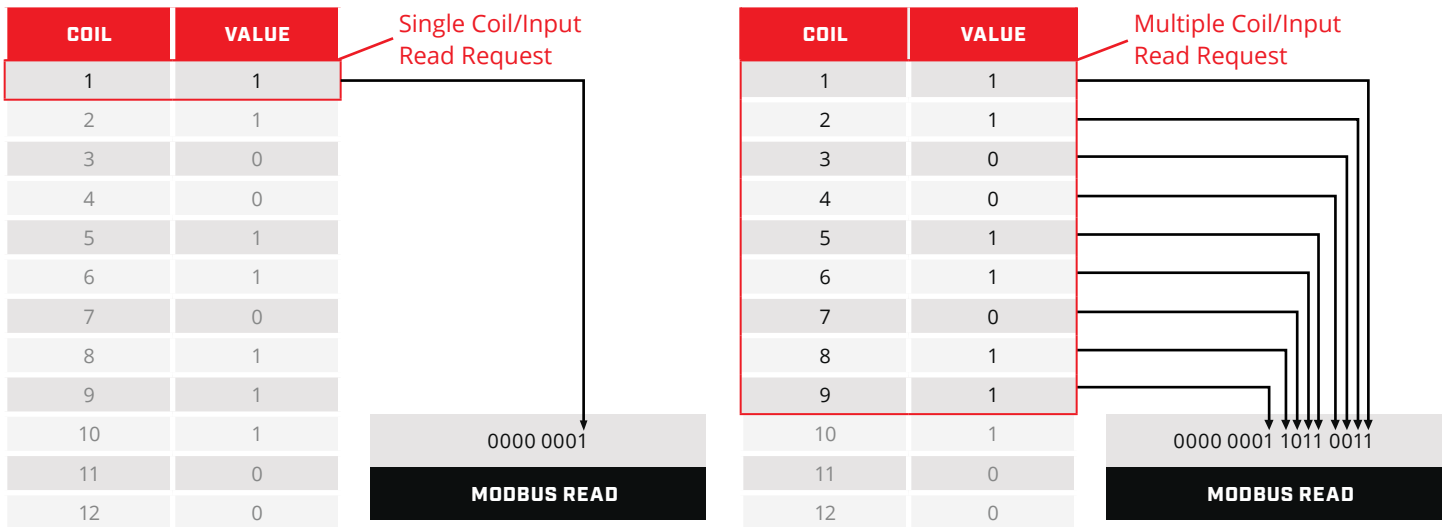 COIL VALUE
Single Coil/Input
Read Request
1 1
2 1
3 0
4 0
5 1
6 1
7 0
8 1
9 1
10 1
11 0
12 0
0000 0001
MODBUS READ
COIL VALUE
Multiple Coil/Input
Read Request
1 1
2 1
3 0
4 0
5 1
6 1
7 0
8 1
9 1
10 1
11 0
12 0
0000 0001 1011 0011
MODBUS READ